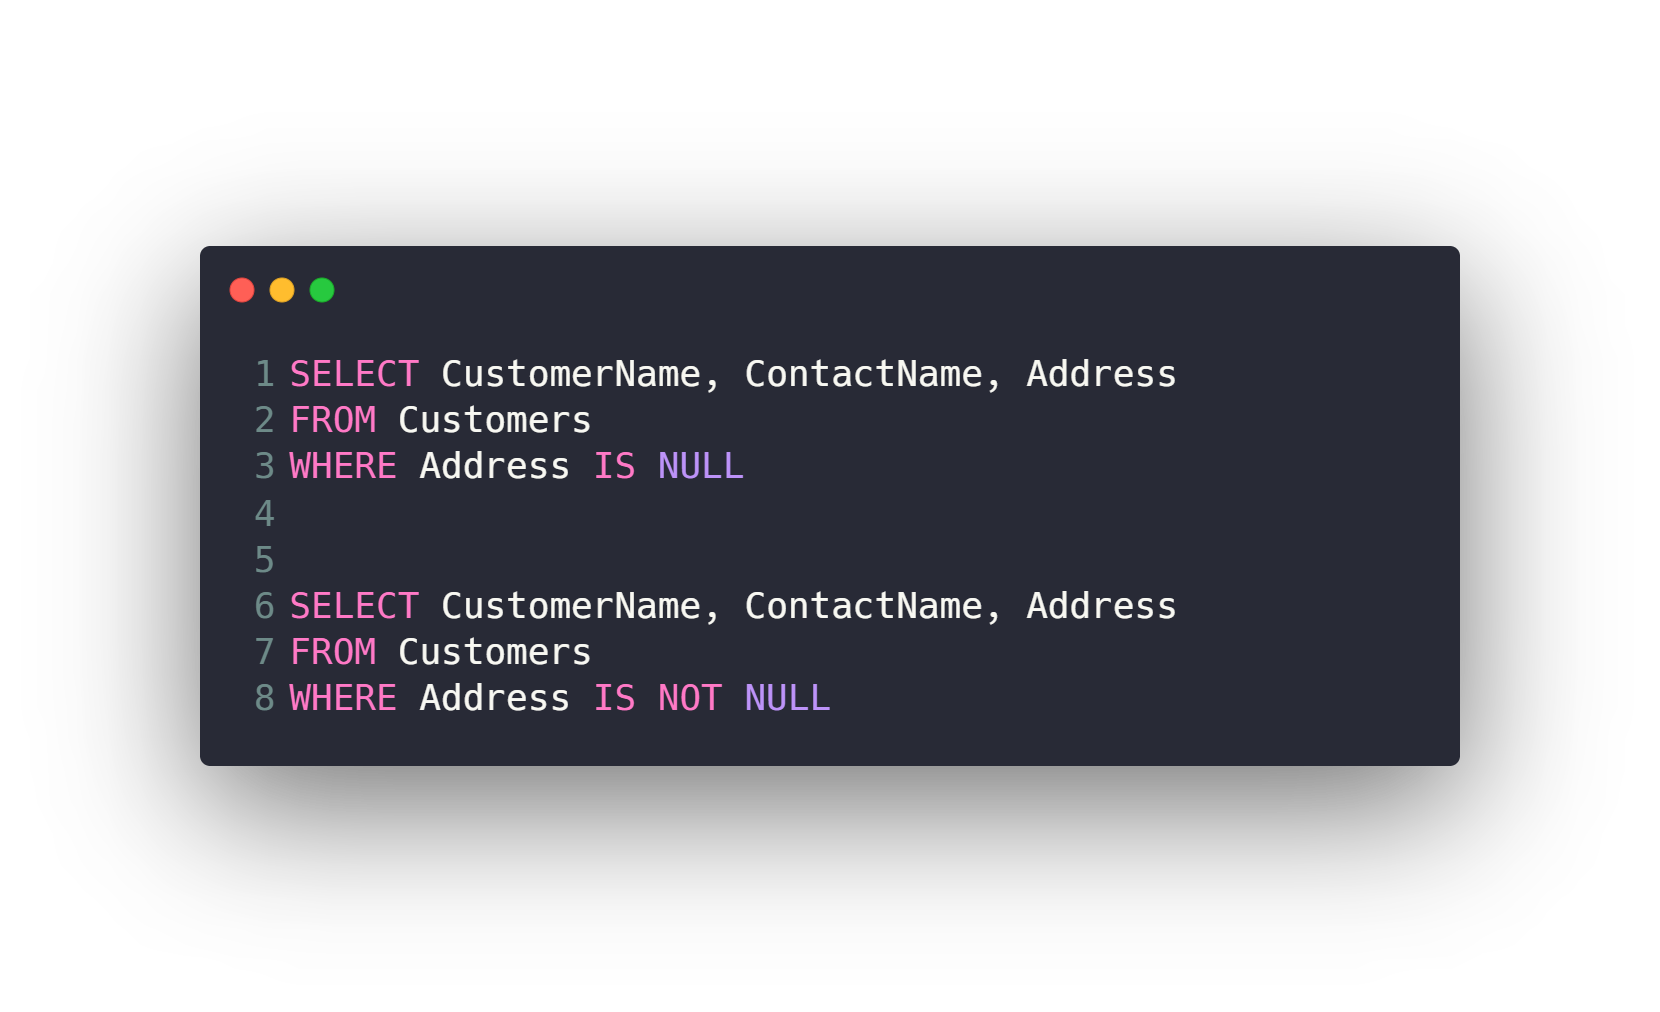 1 SELECT CustomerName, ContactName, Address
2 FROM Customers
3 WHERE Address IS NULL
4
5
6 SELECT CustomerName, ContactName, Address
7 FROM Customers
8 WHERE Address IS NOT NULL